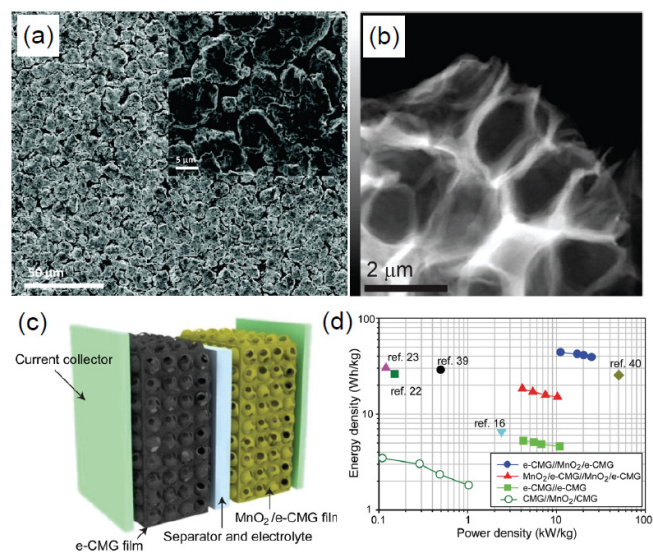 (a)
5 µm
50 µm
(b)
2 µm
(c)
Current collector
e-CMG film
Separator and electrolyte
MnO₂/e-CMG film
(d)
Energy density (Wh/kg)
100
10
1
ref. 23
ref. 39
ref. 22
ref. 16
ref. 40
e-CMG//MnO₂/e-CMG
MnO₂/e-CMG//MnO₂/e-CMG
e-CMG//e-CMG
CMG//MnO₂/CMG
0.1
1
10
100
Power density (kW/kg)